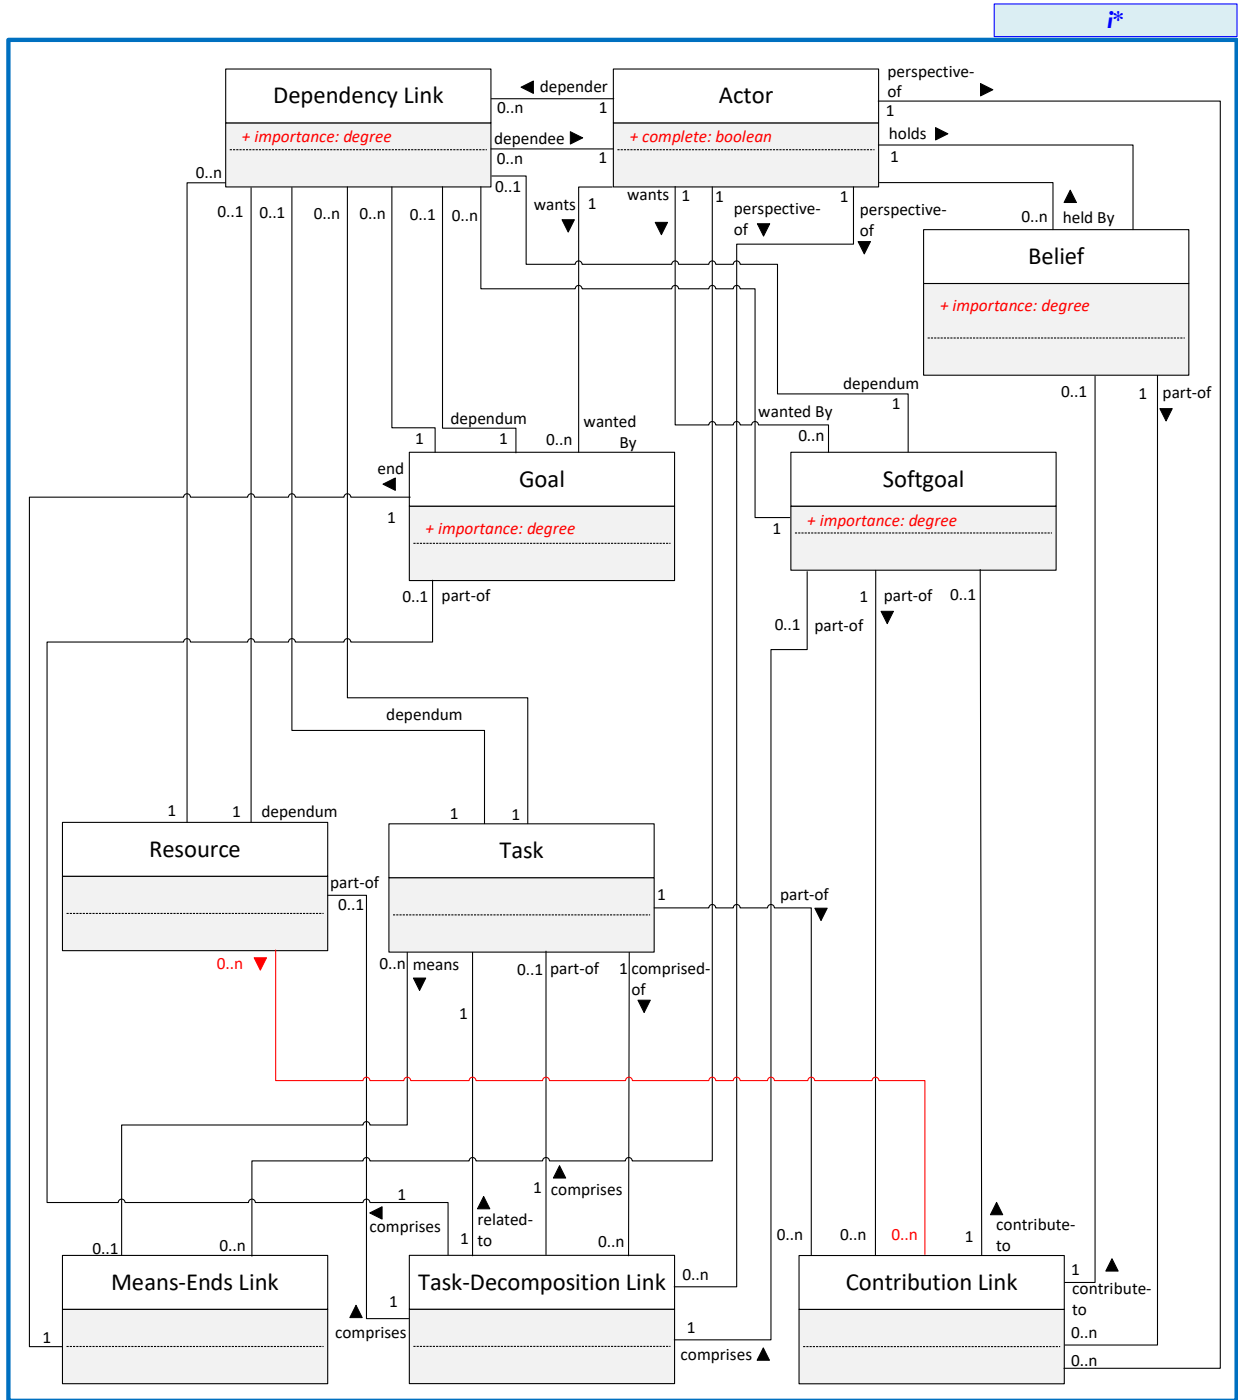 i*
perspective-
of
depender
Dependency Link
Actor
0..n
1
1
+ importance: degree
+ complete: boolean
dependee
holds
0..n
1
1
0..n
0..1
0..1
0..1
0..n
0..n
0..1
0..n
wants
1
wants
1
1
1
perspective-
of
perspective-
of
0..n
held By
Belief
+ importance: degree
dependum
0..1
1
part-of
1
dependum
wanted By
wanted
By
1
1
0..n
0..n
end
Goal
Softgoal
1
+ importance: degree
+ importance: degree
1
0..1
part-of
1
part-of
0..1
0..1
part-of
dependum
1
1
dependum
1
1
Resource
Task
part-of
0..1
1
part-of
0..n
0..n
means
0..1
part-of
1
comprised-
of
1
1
comprises
1
comprises
related-
to
1
contribute-
to
0..1
0..n
1
0..n
0..n
0..n
0..n
1
Means-Ends Link
Task-Decomposition Link
0..n
Contribution Link
1
contribute-
to
1
comprises
1
1
comprises
0..n
0..n